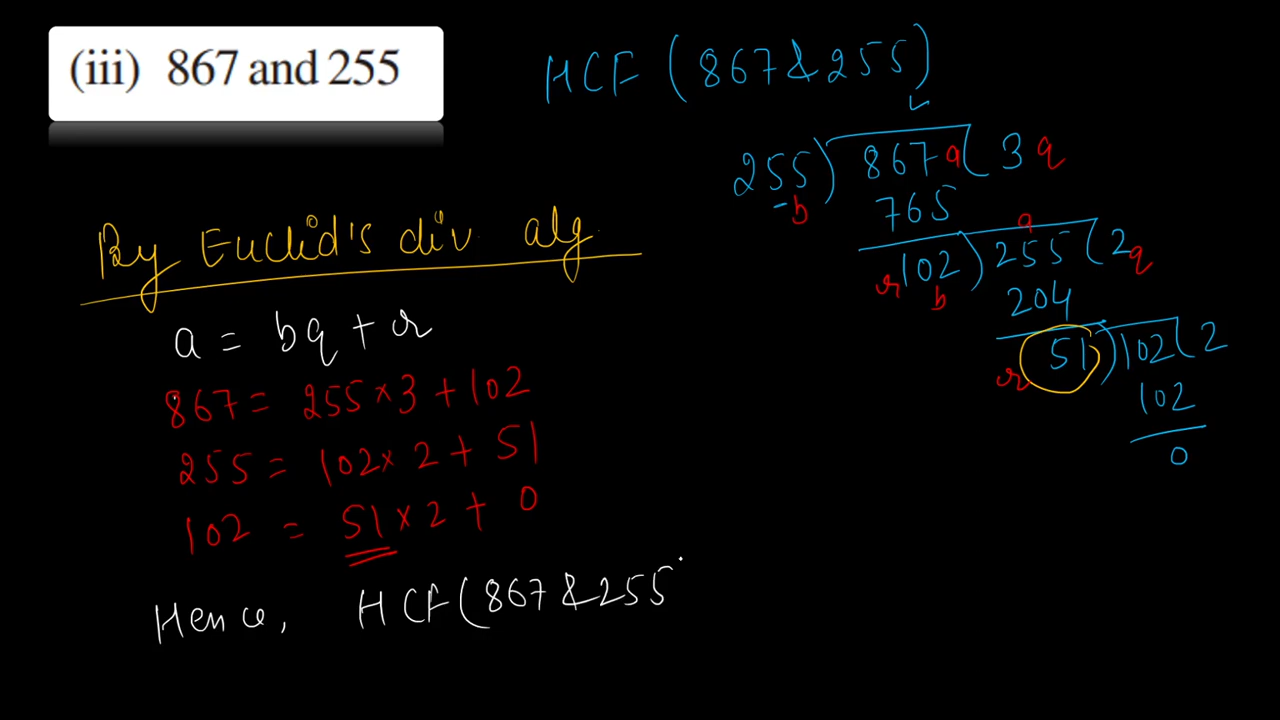 (iii) 867 and 255
HCF (867 & 255)
255) 867 a( 3 q
b
765
a
r 102) 255 ( 2 q
b
204
r 51) 102 ( 2
102
0
By Euclid's div. alg.
a = bq + r
867 = 255 × 3 + 102
255 = 102 × 2 + 51
102 = 51 × 2 + 0
Hence, HCF (867 & 255